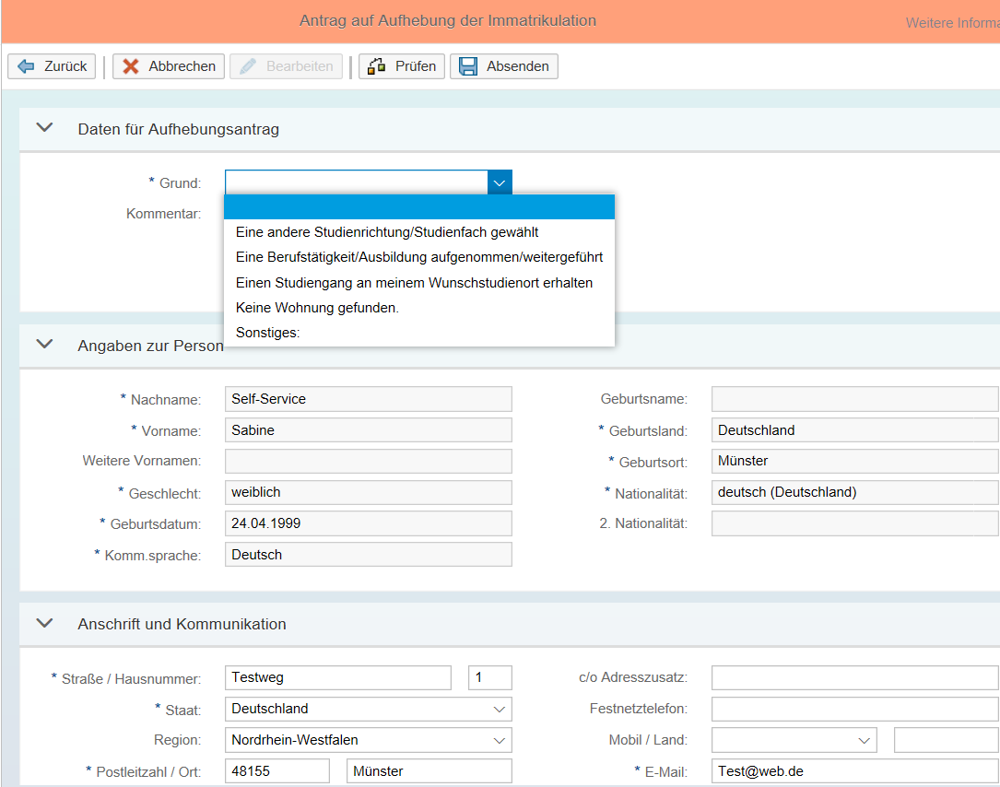 Antrag auf Aufhebung der Immatrikulation
Weitere Informa
Zurück Abbrechen Bearbeiten Prüfen Absenden
Daten für Aufhebungsantrag
* Grund:
Kommentar:
Eine andere Studienrichtung/Studienfach gewählt
Eine Berufstätigkeit/Ausbildung aufgenommen/weitergeführt
Einen Studiengang an meinem Wunschstudienort erhalten
Keine Wohnung gefunden.
Sonstiges:
Angaben zur Person
* Nachname: Self-Service Geburtsname:
* Vorname: Sabine * Geburtsland: Deutschland
Weitere Vornamen: * Geburtsort: Münster
* Geschlecht: weiblich * Nationalität: deutsch (Deutschland)
* Geburtsdatum: 24.04.1999 2. Nationalität:
* Komm.sprache: Deutsch
Anschrift und Kommunikation
* Straße / Hausnummer: Testweg 1 c/o Adresszusatz:
* Staat: Deutschland Festnetztelefon:
Region: Nordrhein-Westfalen Mobil / Land:
* Postleitzahl / Ort: 48155 Münster * E-Mail: Test@web.de